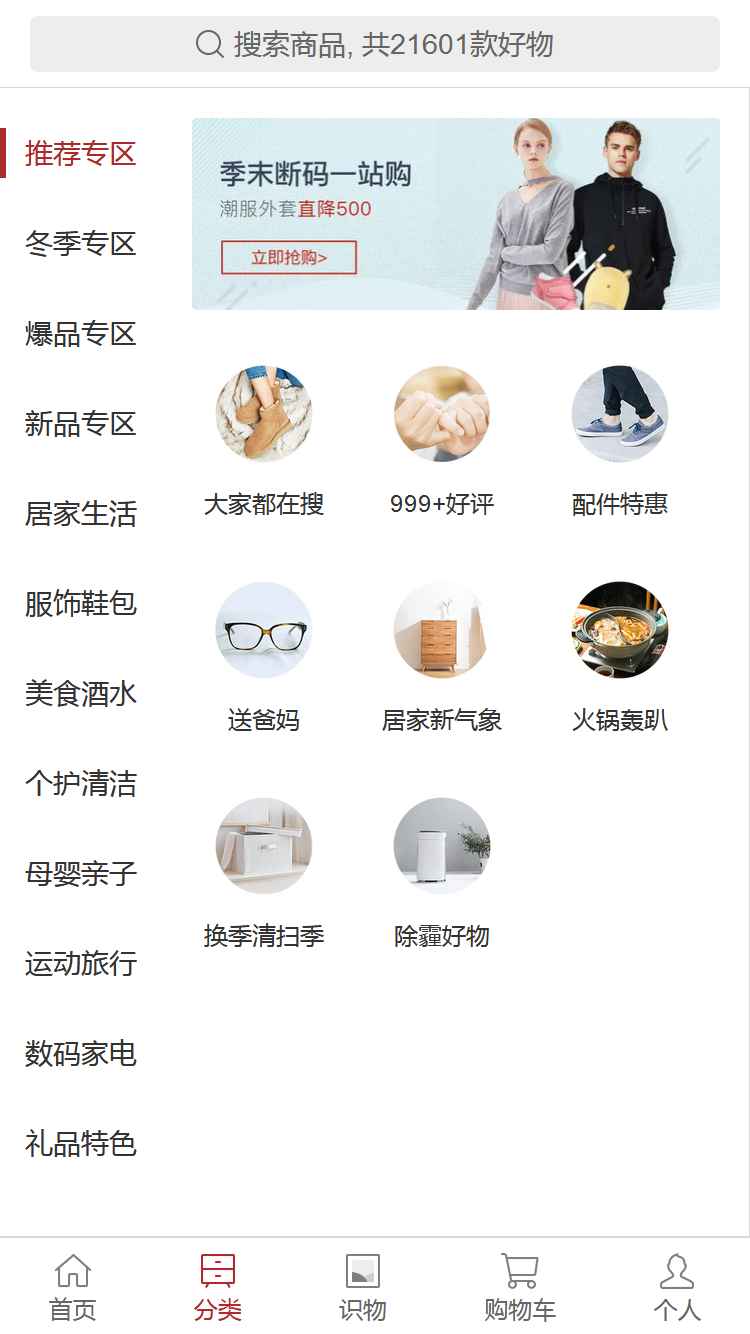 搜索商品, 共21601款好物
推荐专区
冬季专区
爆品专区
新品专区
居家生活
服饰鞋包
美食酒水
个护清洁
母婴亲子
运动旅行
数码家电
礼品特色
季末断码一站购
潮服外套直降500
立即抢购>
大家都在搜
999+好评
配件特惠
送爸妈
居家新气象
火锅轰趴
换季清扫季
除霾好物
首页
分类
识物
购物车
个人